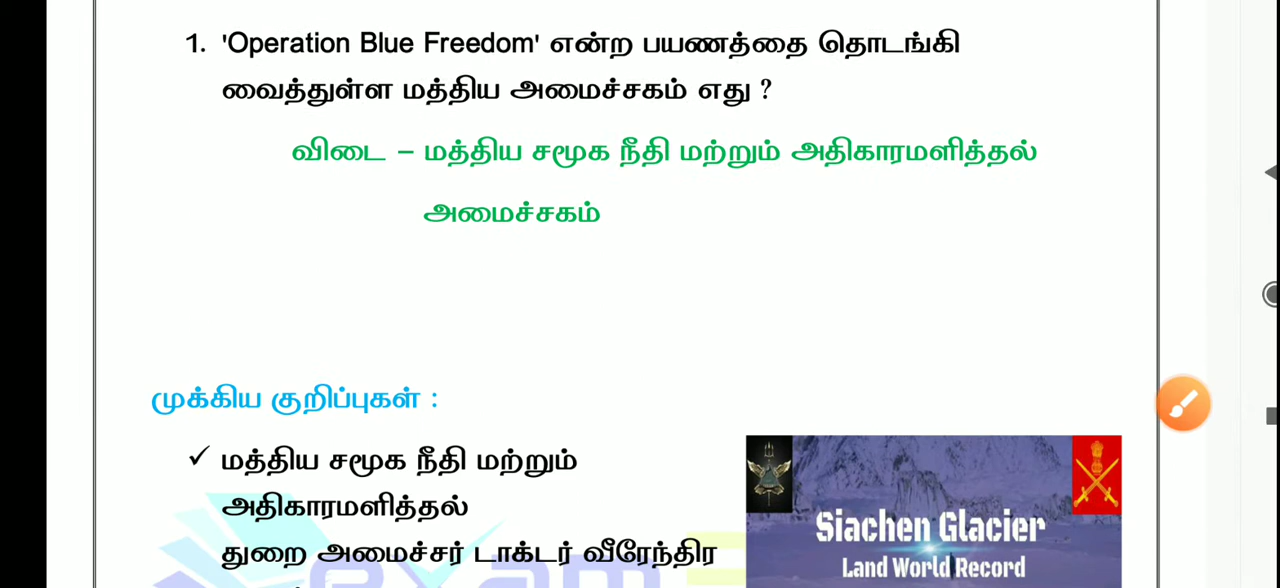 1. 'Operation Blue Freedom' என்ற பயணத்தை தொடங்கி
வைத்துள்ள மத்திய அமைச்சகம் எது ?
விடை – மத்திய சமூக நீதி மற்றும் அதிகாரமளித்தல்
அமைச்சகம்
முக்கிய குறிப்புகள் :
✓ மத்திய சமூக நீதி மற்றும்
அதிகாரமளித்தல்
துறை அமைச்சர் டாக்டர் வீரேந்திர
Siachen Glacier
Land World Record